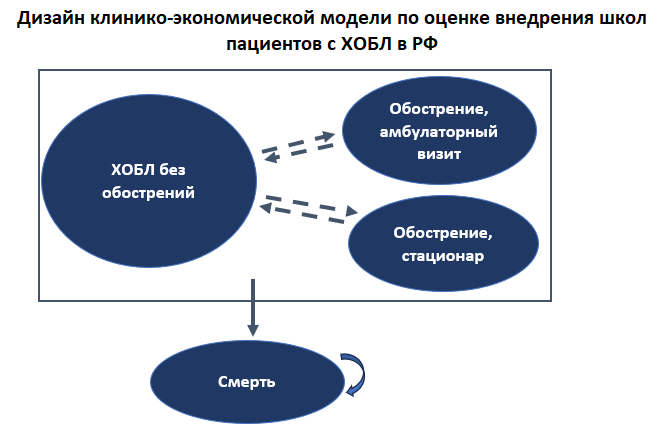 Дизайн клинико-экономической модели по оценке внедрения школ
пациентов с ХОБЛ в РФ
ХОБЛ без
обострений
Обострение,
амбулаторный
визит
Обострение,
стационар
Смерть